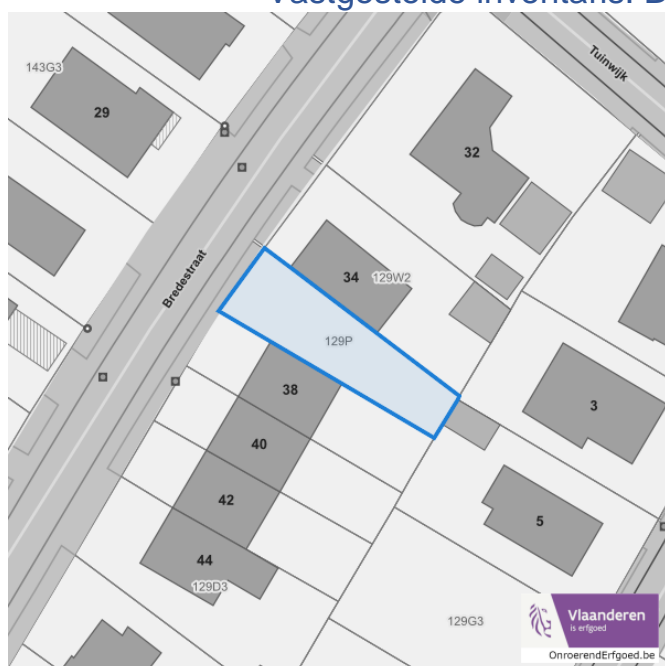 Vastgestelde inventaris:
143G3
29
Tuinwijk
32
Bredestraat
34
129W2
129P
38
3
40
42
5
44
129D3
129G3
Vlaanderen
is erfgoed
OnroerendErfgoed.be